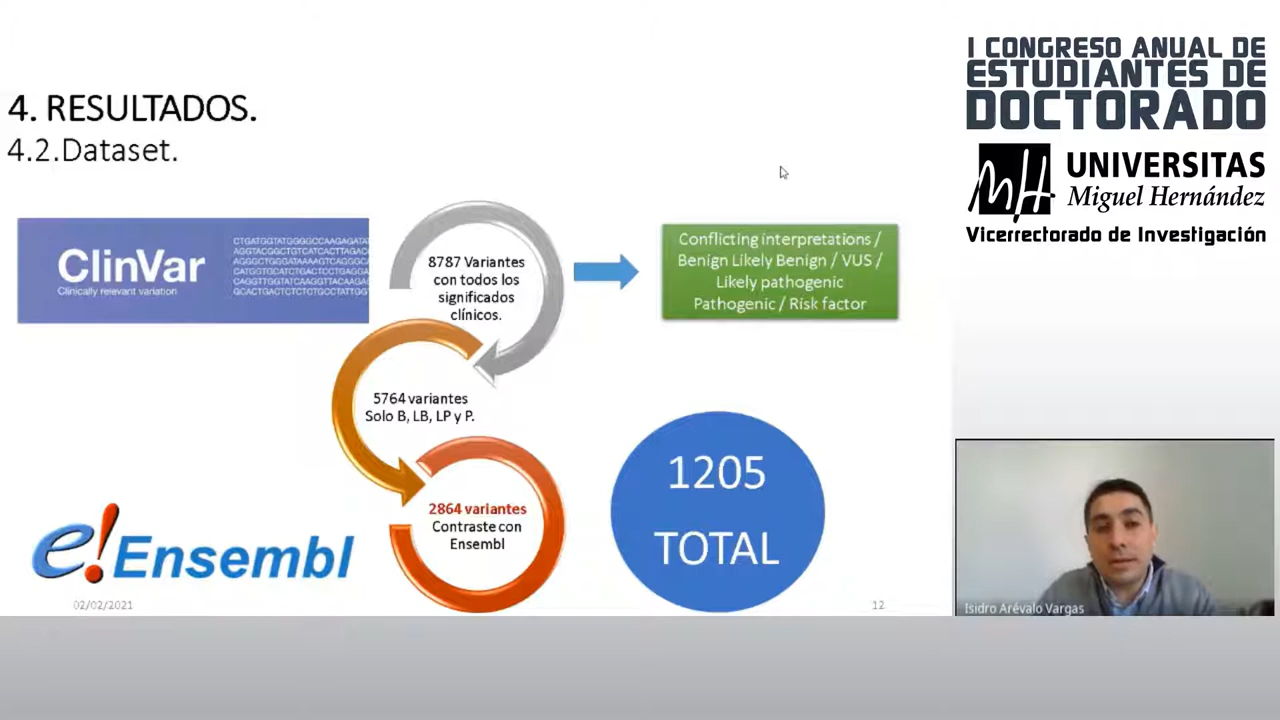 4. RESULTADOS.
4.2.Dataset.
ClinVar
Clinically relevant variation
8787 Variantes
con todos los
significados
clínicos.
Conflicting interpretations /
Benign Likely Benign / VUS /
Likely pathogenic
Pathogenic / Risk factor
5764 variantes
Solo B, LB, LP y P.
2864 variantes
Contraste con
Ensembl
1205
TOTAL
e!Ensembl
02/02/2021
12
I CONGRESO ANUAL DE
ESTUDIANTES DE
DOCTORADO
UNIVERSITAS
Miguel Hernández
Vicerrectorado de Investigación
Isidro Arévalo Vargas